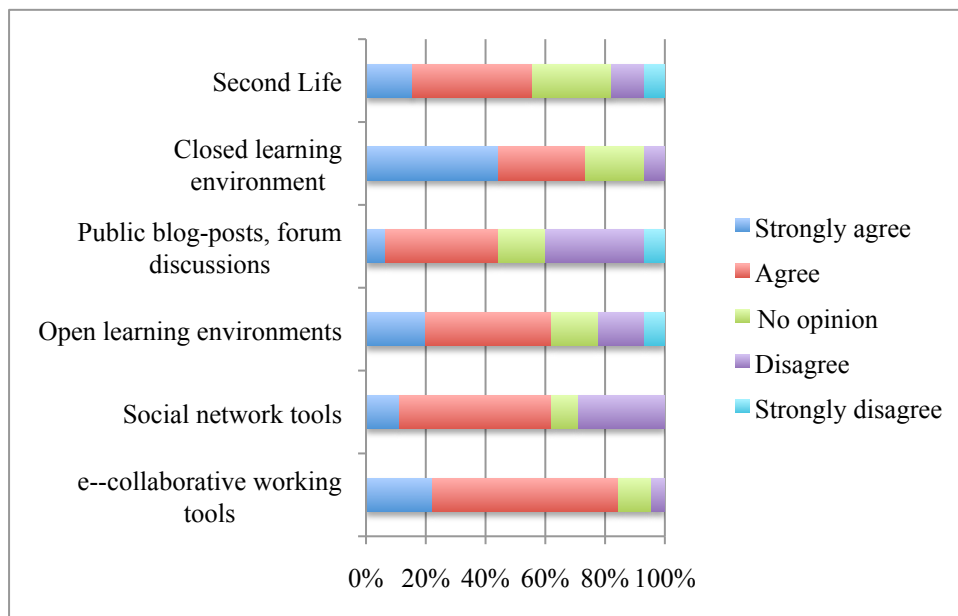 Second Life
Closed learning
environment
Public blog-posts, forum
discussions
Open learning environments
Social network tools
e--collaborative working
tools
0% 20% 40% 60% 80% 100%
Strongly agree
Agree
No opinion
Disagree
Strongly disagree